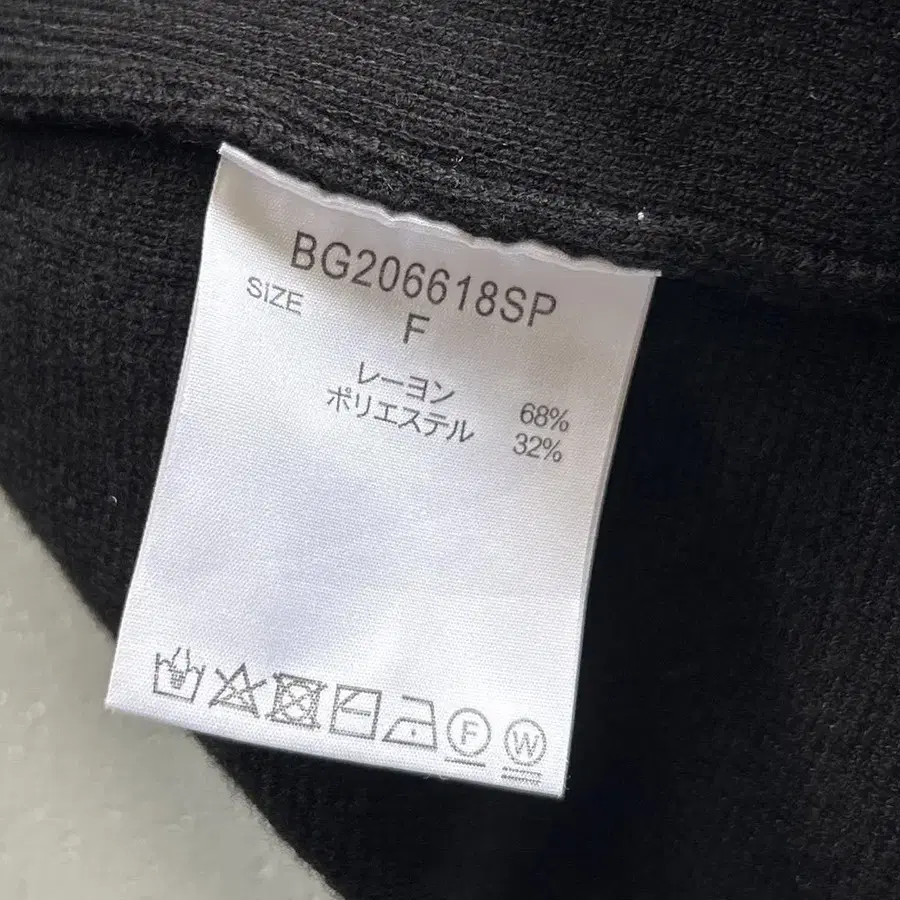 BG206618SP
SIZE F
レーヨン 68%
ポリエステル 32%
F W